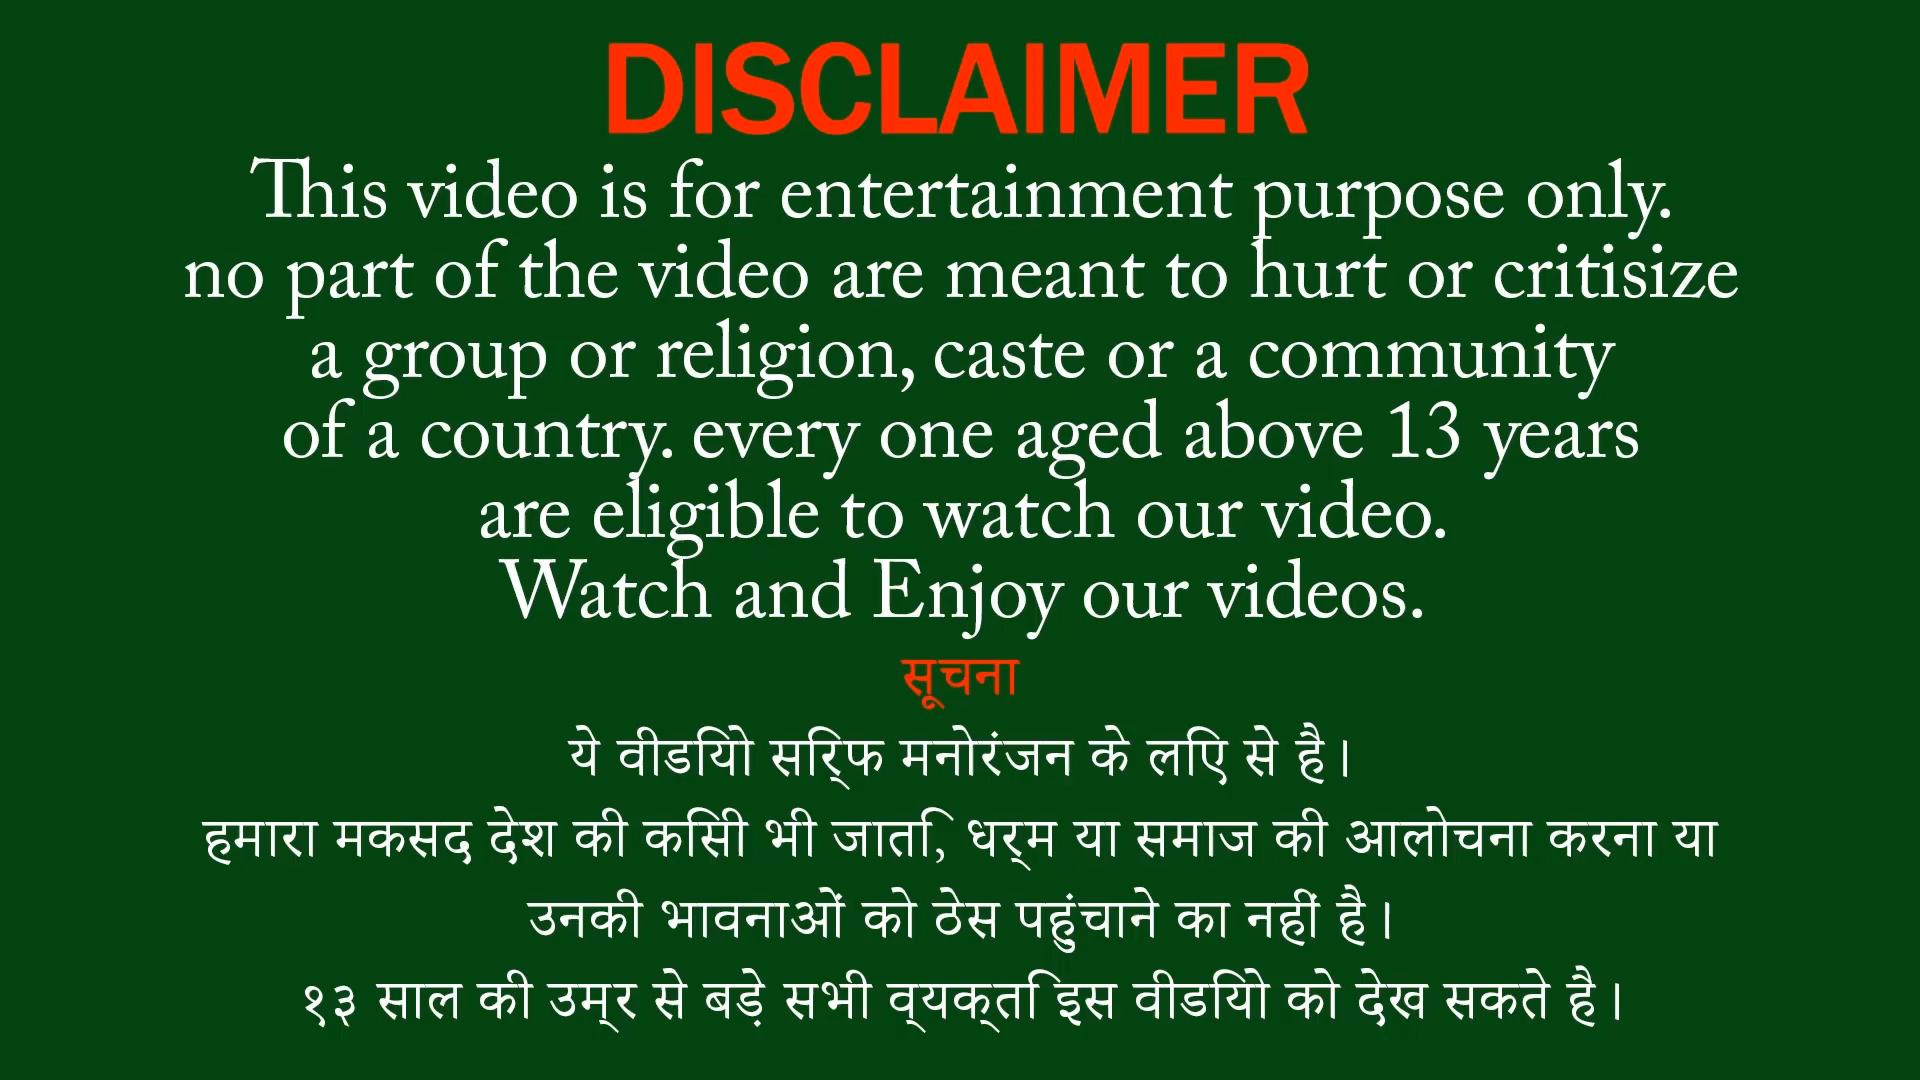 DISCLAIMER
This video is for entertainment purpose only.
no part of the video are meant to hurt or critisize
a group or religion, caste or a community
of a country. every one aged above 13 years
are eligible to watch our video.
Watch and Enjoy our videos.
सूचना
ये वीडियो सिर्फ मनोरंजन के लिए से है।
हमारा मकसद देश की किसी भी जाति, धर्म या समाज की आलोचना करना या
उनकी भावनाओं को ठेस पहुंचाने का नहीं है।
१३ साल की उम्र से बड़े सभी व्यक्ति इस वीडियो को देख सकते है।